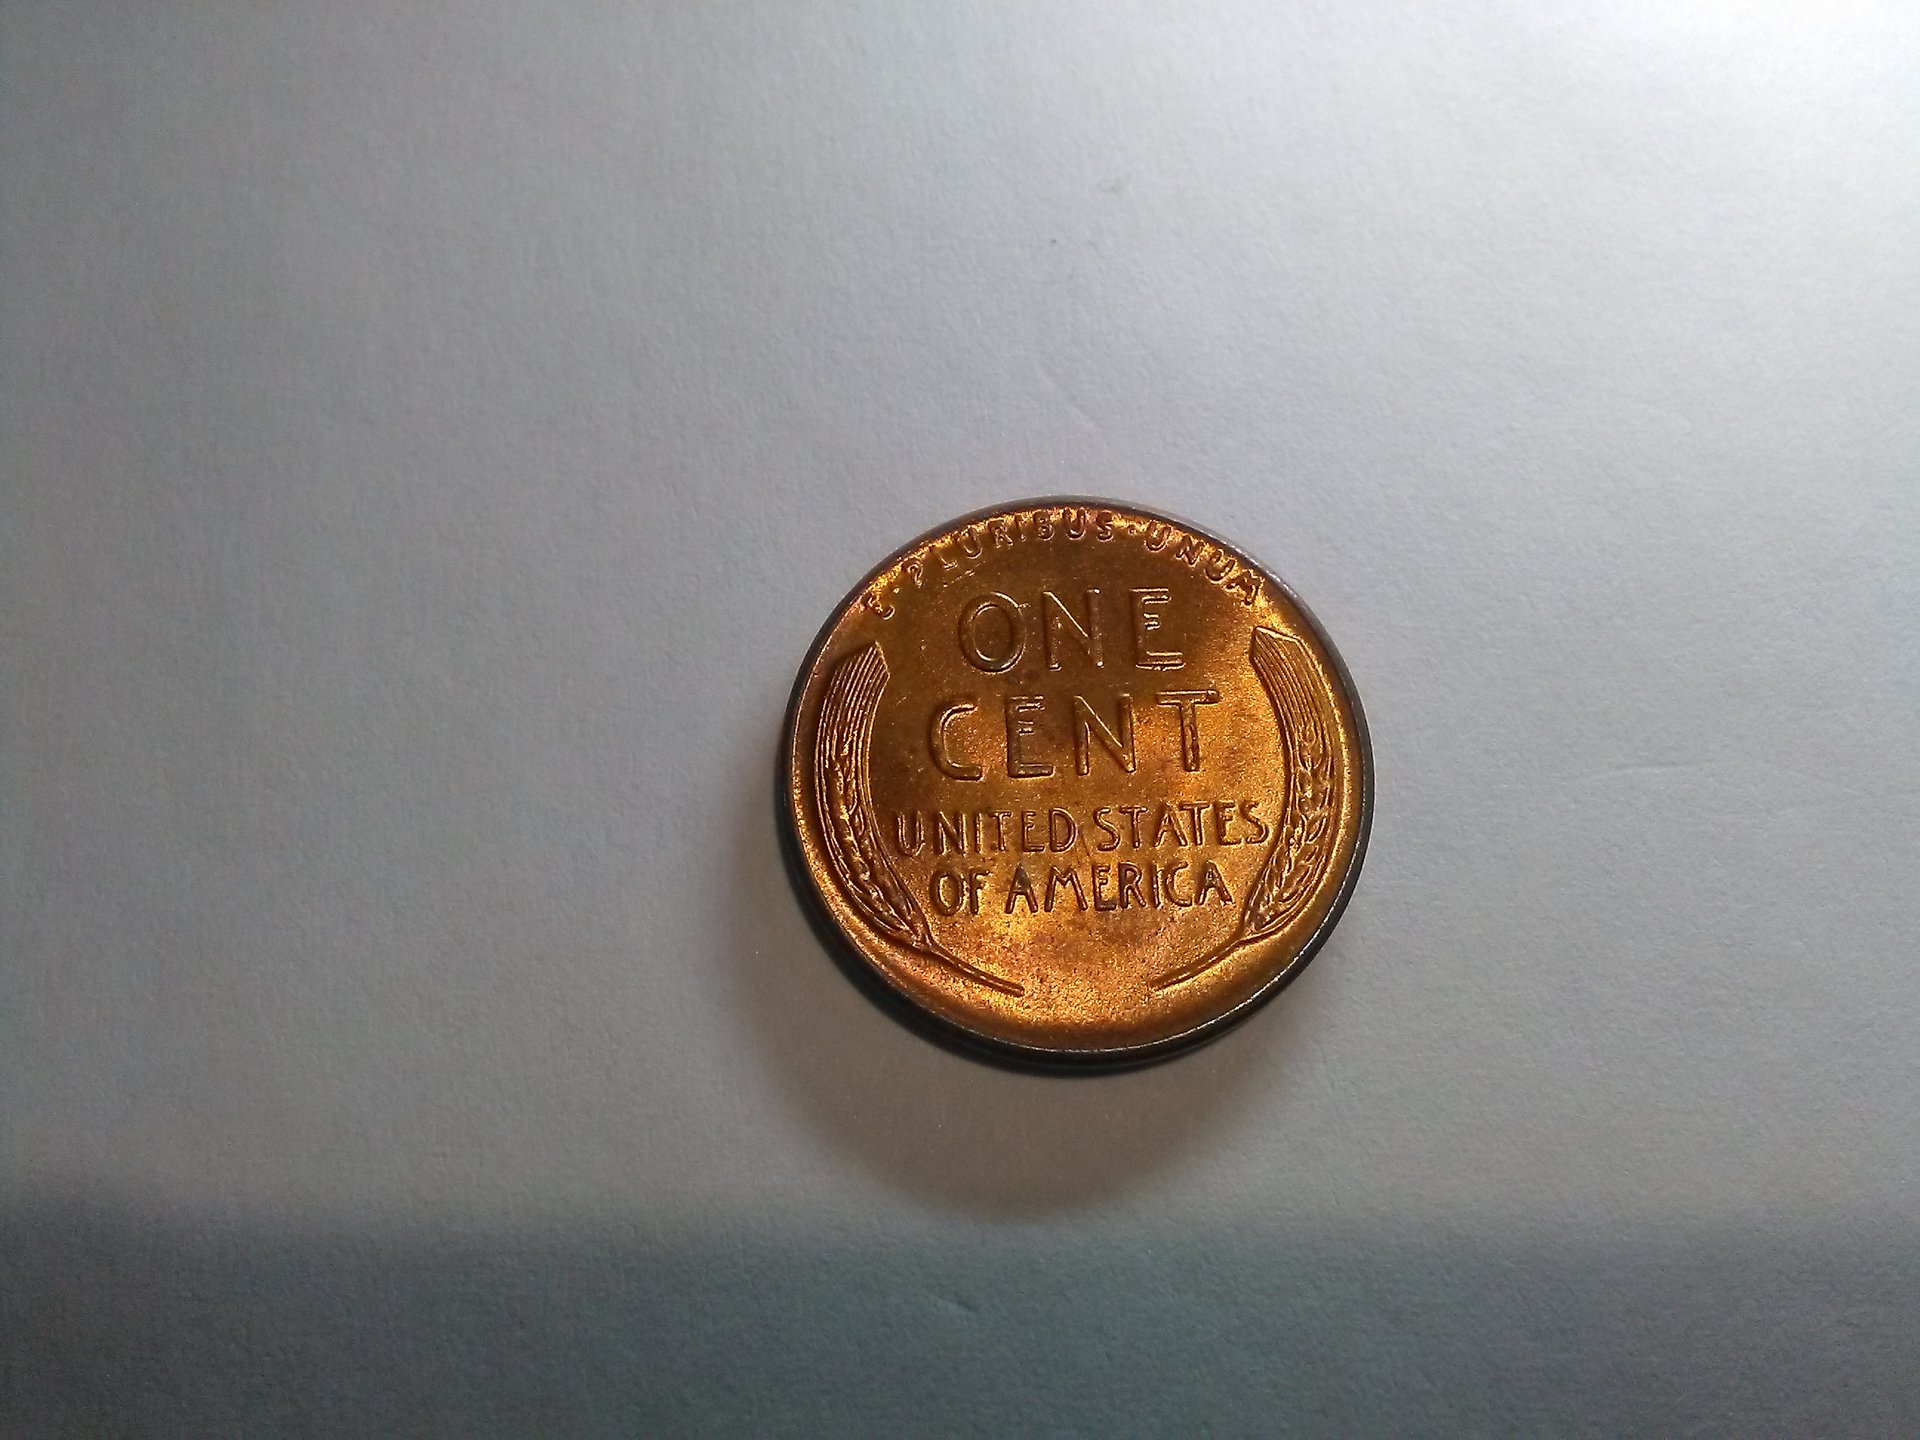 E·PLURIBUS·UNUM
ONE
CENT
UNITED STATES
OF AMERICA